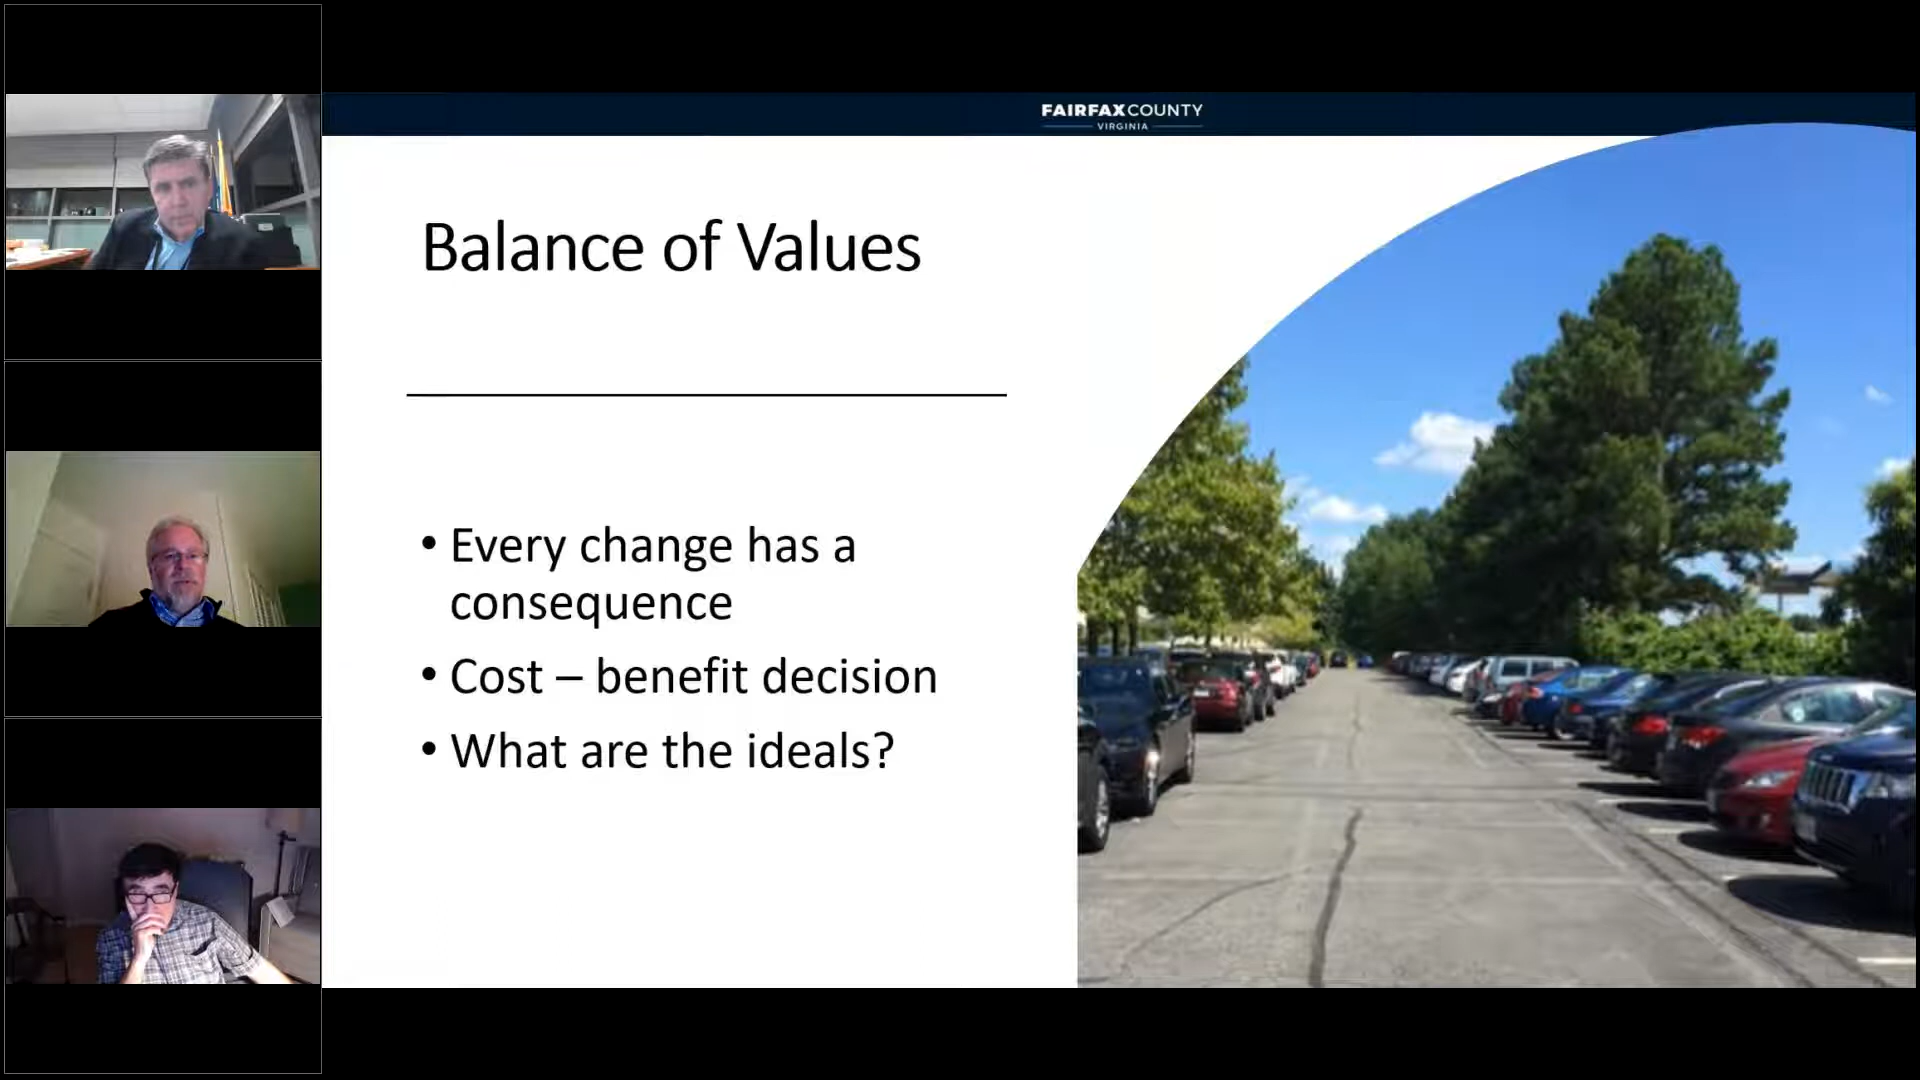 FAIRFAX COUNTY
VIRGINIA
Balance of Values
• Every change has a
consequence
• Cost – benefit decision
• What are the ideals?